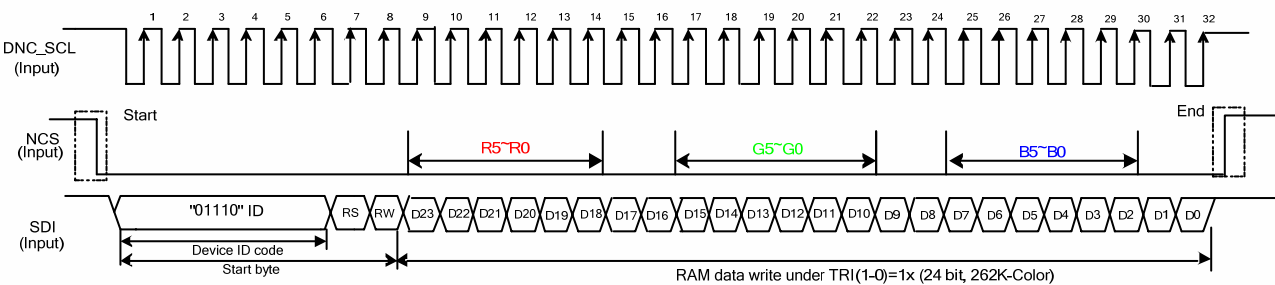 1 2 3 4 5 6 7 8 9 10 11 12 13 14 15 16 17 18 19 20 21 22 23 24 25 26 27 28 29 30 31 32
DNC_SCL
(Input)
Start
End
NCS
(Input)
R5~R0
G5~G0
B5~B0
SDI
(Input)
"01110" ID
RS
RW
D23 D22 D21 D20 D19 D18 D17 D16 D15 D14 D13 D12 D11 D10 D9 D8 D7 D6 D5 D4 D3 D2 D1 D0
Device ID code
Start byte
RAM data write under TRI(1-0)=1x (24 bit, 262K-Color)